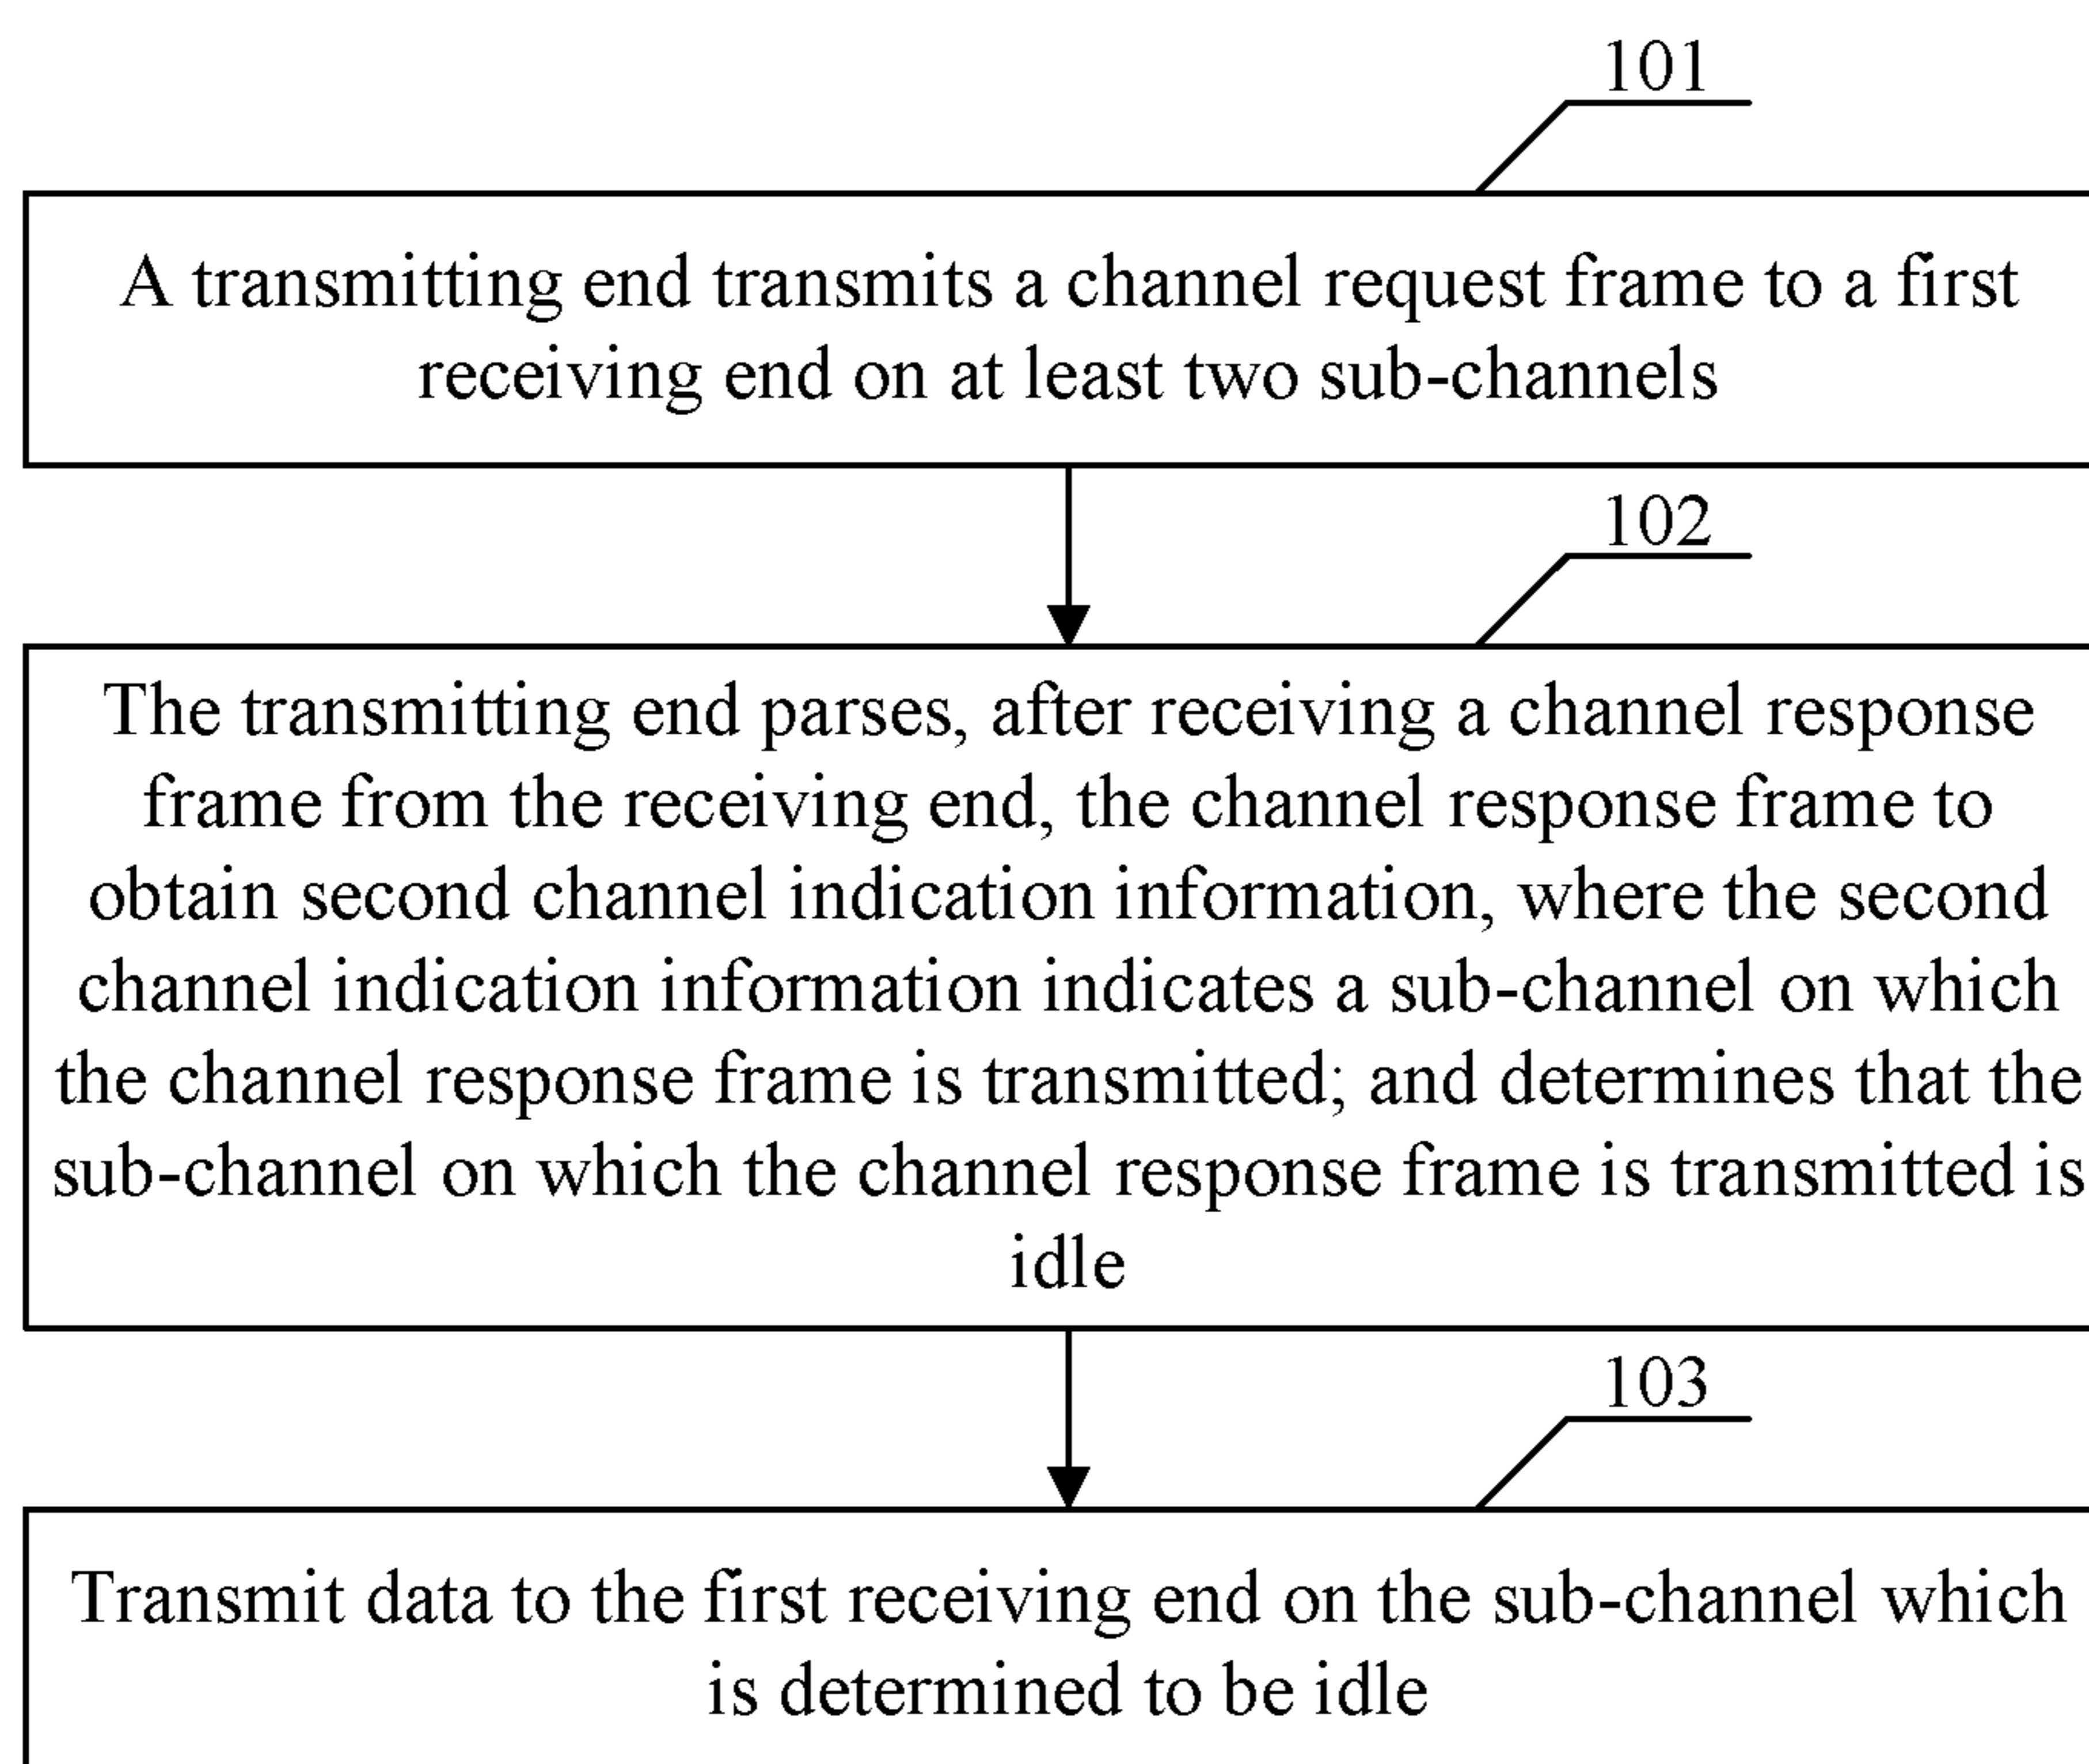 101
A transmitting end transmits a channel request frame to a first
receiving end on at least two sub-channels
102
The transmitting end parses, after receiving a channel response
frame from the receiving end, the channel response frame to
obtain second channel indication information, where the second
channel indication information indicates a sub-channel on which
the channel response frame is transmitted; and determines that the
sub-channel on which the channel response frame is transmitted is
idle
103
Transmit data to the first receiving end on the sub-channel which
is determined to be idle